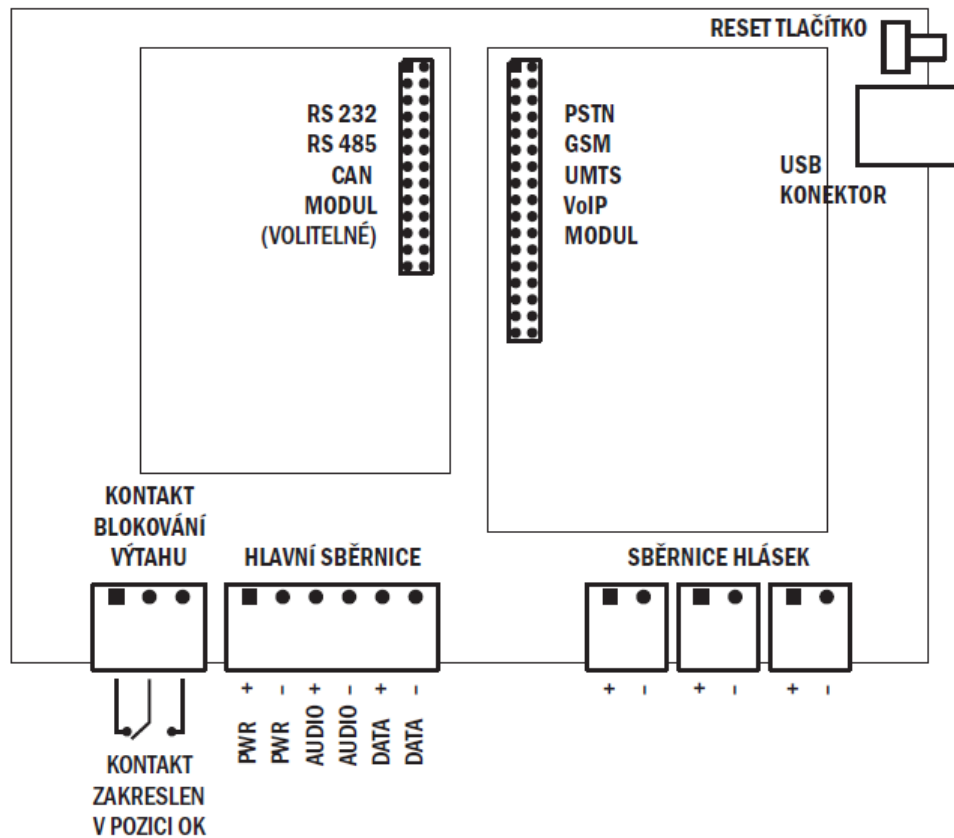 RESET TLAČÍTKO
RS 232
RS 485
CAN
MODUL
(VOLITELNÉ)
PSTN
GSM
UMTS
VoIP
MODUL
USB
KONEKTOR
KONTAKT
BLOKOVÁNÍ
VÝTAHU
HLAVNÍ SBĚRNICE
SBĚRNICE HLÁSEK
+ - + - + -
PWR
PWR
AUDIO
AUDIO
DATA
DATA
+ -
+ -
+ -
KONTAKT
ZAKRESLEN
V POZICI OK